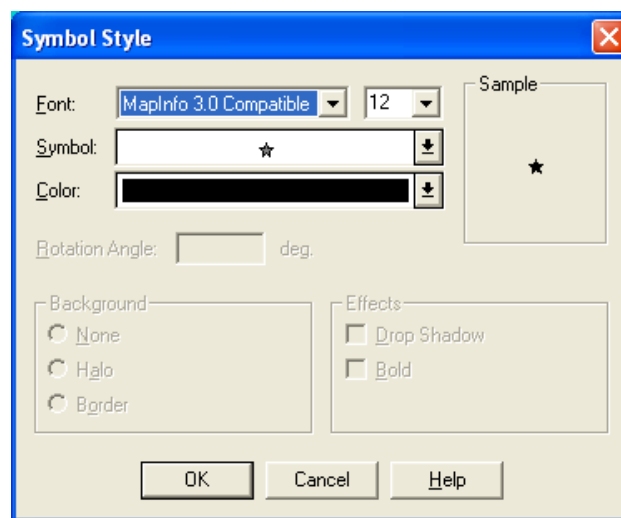 Symbol Style
Sample
Font: MapInfo 3.0 Compatible 12
Symbol:
Color:
Rotation Angle: deg.
Background
None
Halo
Border
Effects
Drop Shadow
Bold
OK Cancel Help